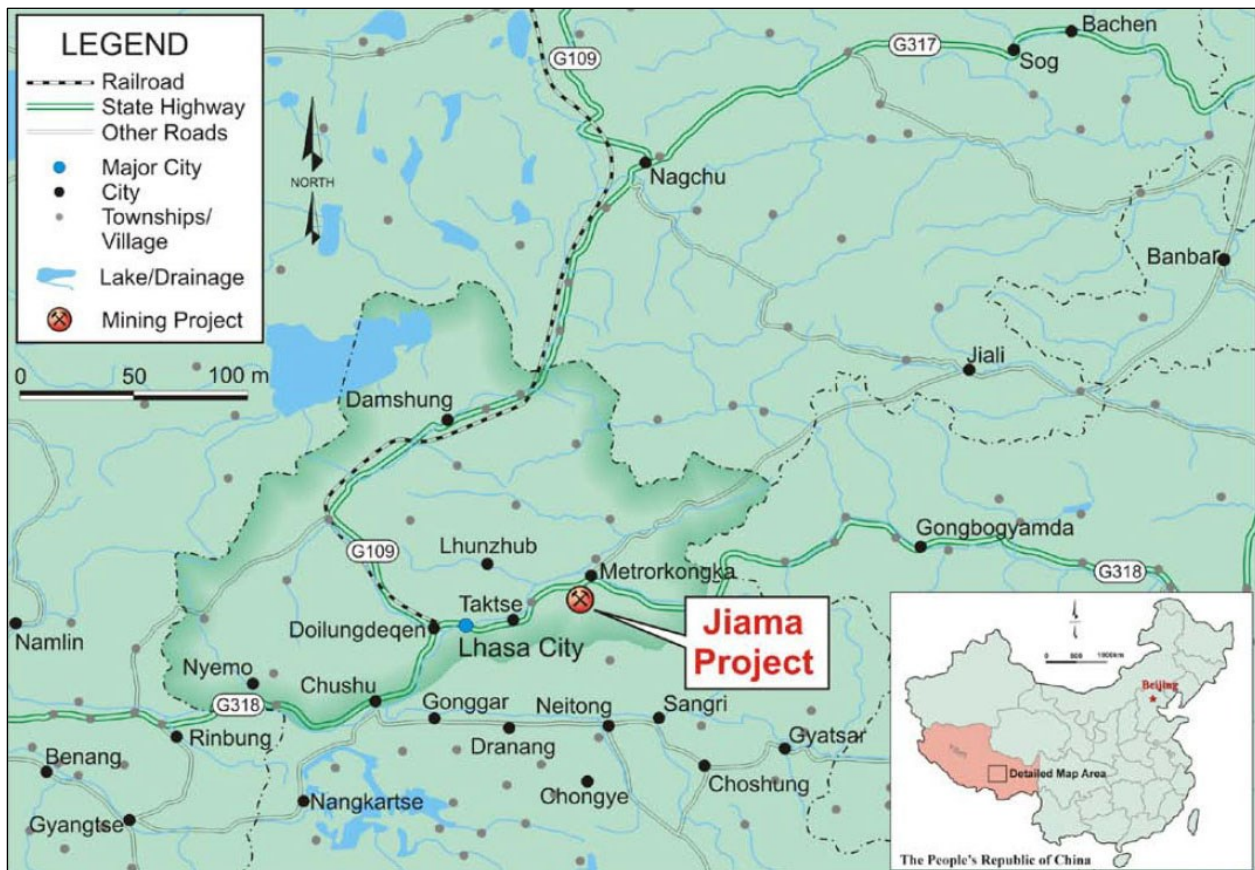 LEGEND
Railroad
State Highway
Other Roads
Major City
City
Townships/
Village
Lake/Drainage
Mining Project
0 50 100 m
NORTH
G109
G317
Bachen
Sog
Nagchu
Banbar
Jiali
Damshung
G109
Lhunzhub
Metrorkongka
Gongbogyamda
G318
Taktse
Doilungdeqen
Lhasa City
Jiama
Project
Namlin
Nyemo
Chushu
G318
Gonggar
Neitong
Sangri
Rinbung
Dranang
Gyatsar
Benang
Choshung
Chongye
Nangkartse
Gyangtse
Beijing
Detailed Map Area
The People's Republic of China